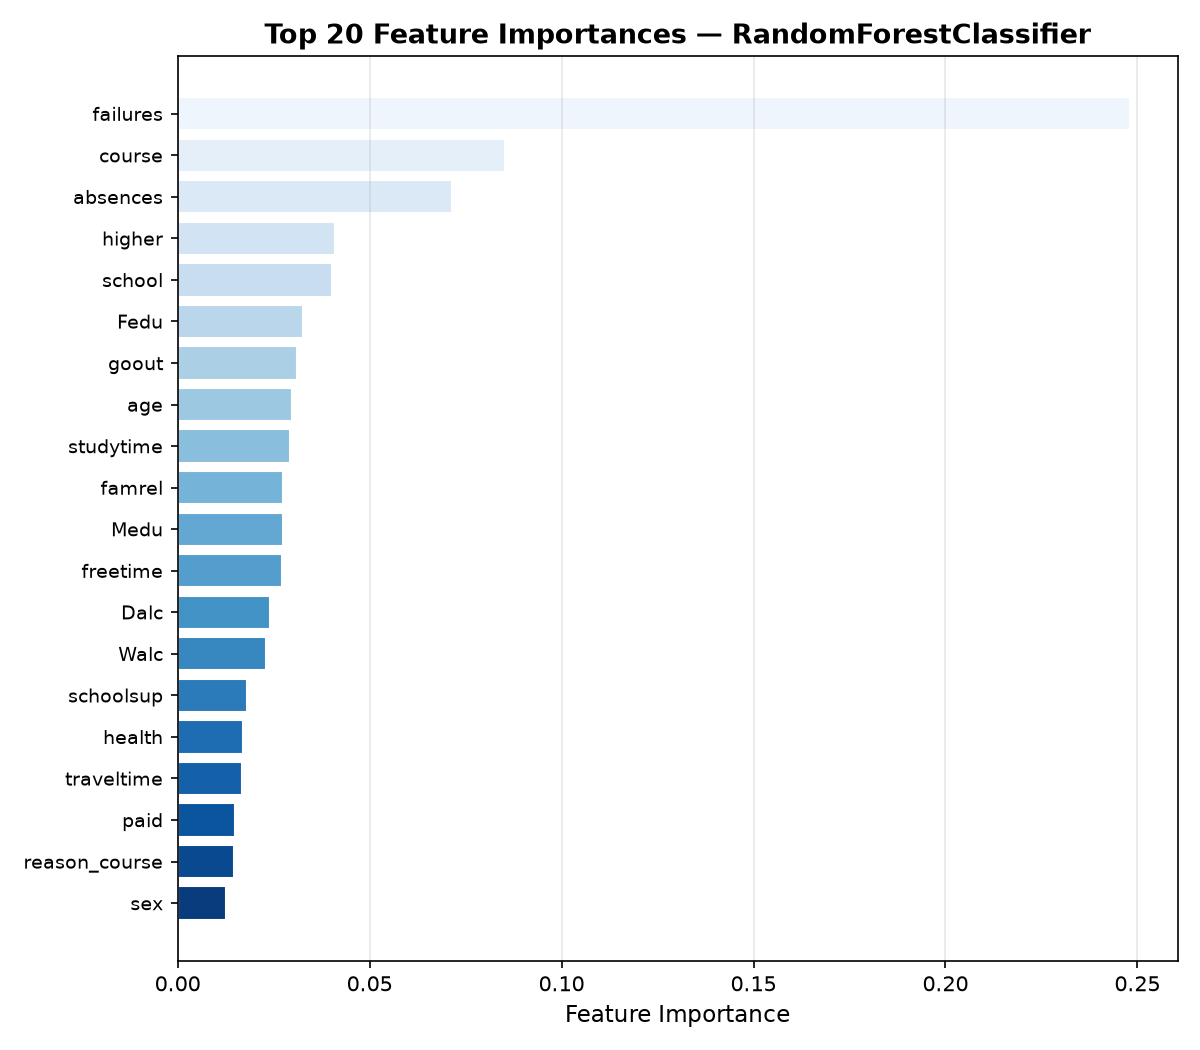 Top 20 Feature Importances — RandomForestClassifier
failures
course
absences
higher
school
Fedu
goout
age
studytime
famrel
Medu
freetime
Dalc
Walc
schoolsup
health
traveltime
paid
reason_course
sex
0.00 0.05 0.10 0.15 0.20 0.25
Feature Importance